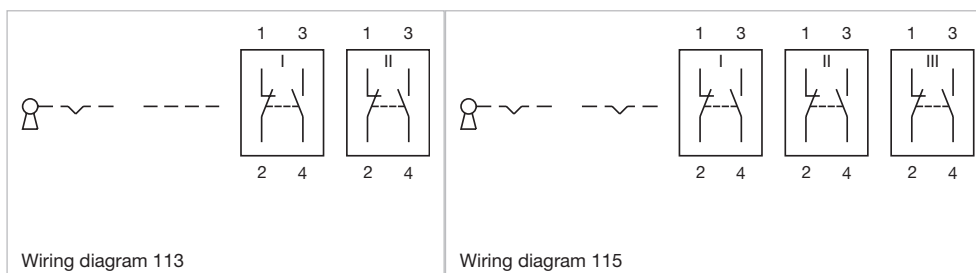 1 3 1 3
I II
2 4 2 4
Wiring diagram 113
1 3 1 3 1 3
I II III
2 4 2 4 2 4
Wiring diagram 115